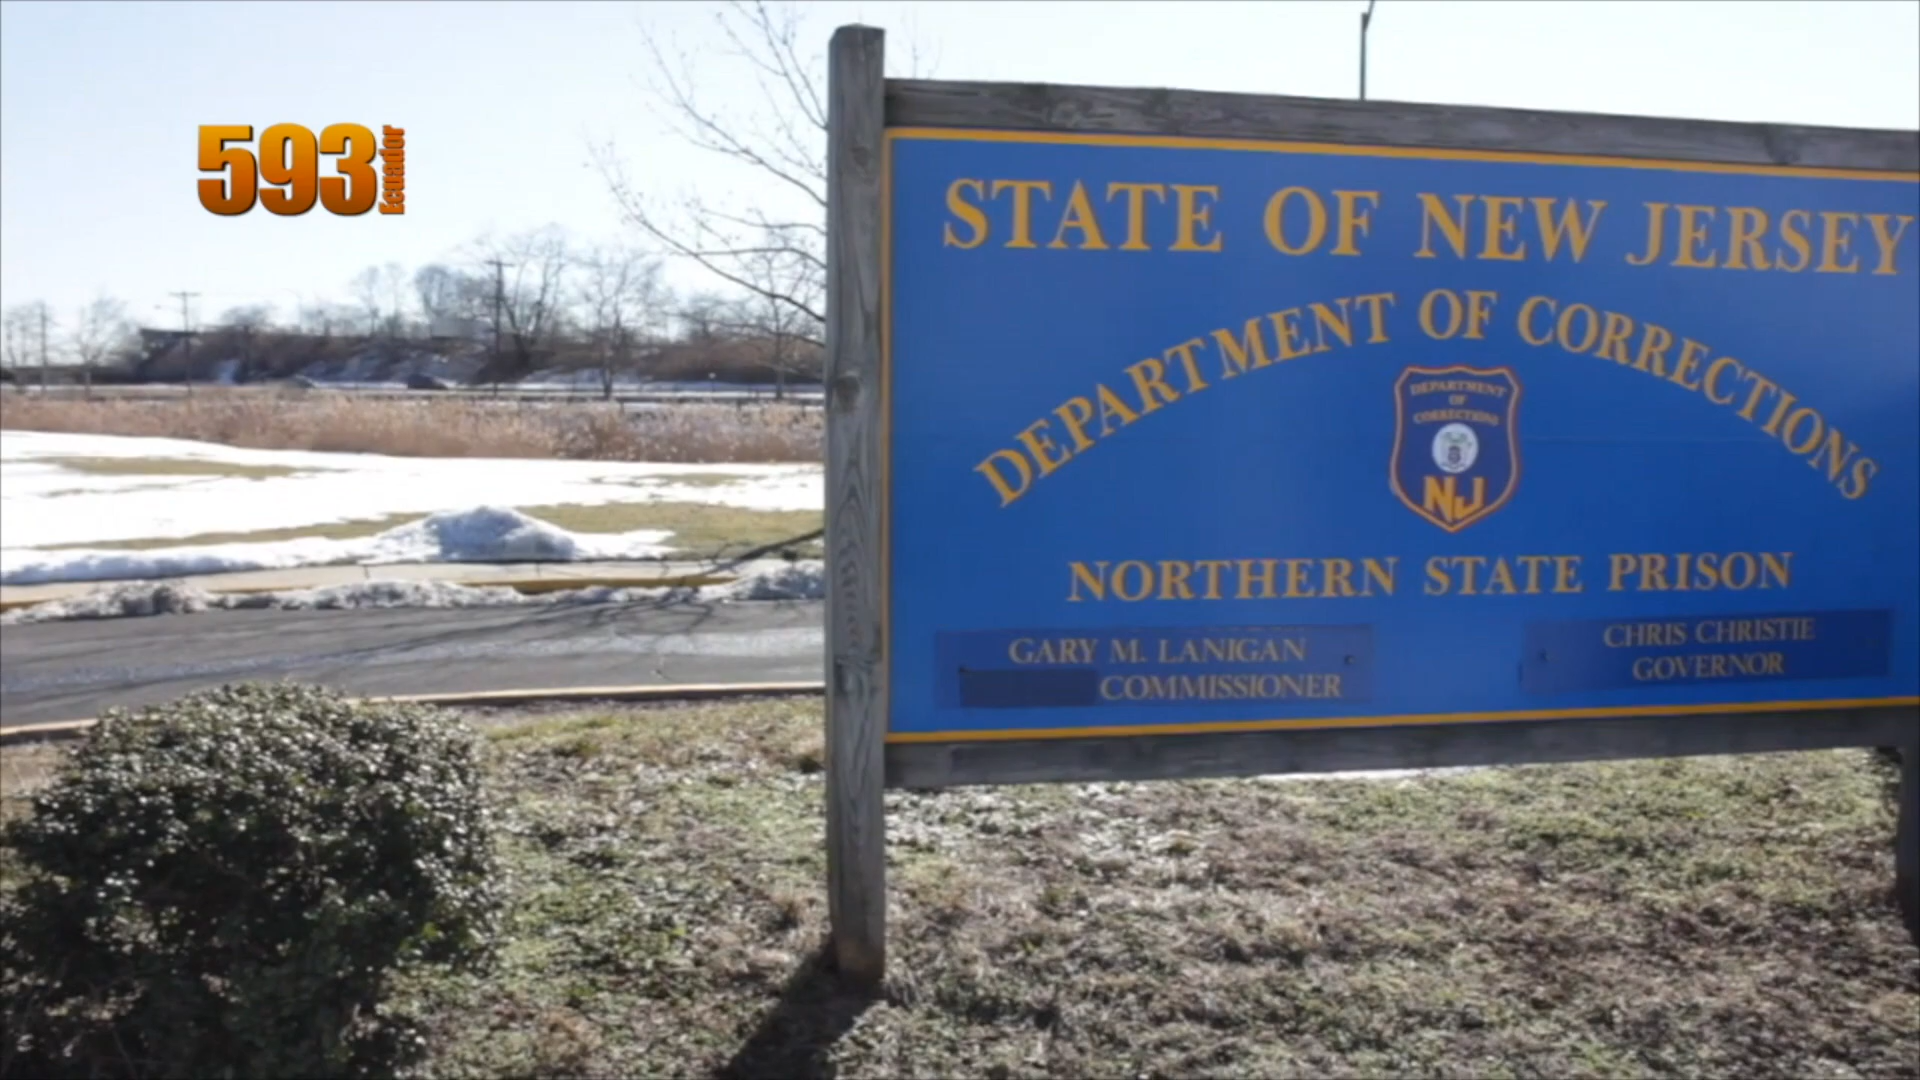 593
Ecuador
STATE OF NEW JERSEY
DEPARTMENT OF CORRECTIONS
DEPARTMENT
OF
CORRECTIONS
NJ
NORTHERN STATE PRISON
GARY M. LANIGAN
COMMISSIONER
CHRIS CHRISTIE
GOVERNOR